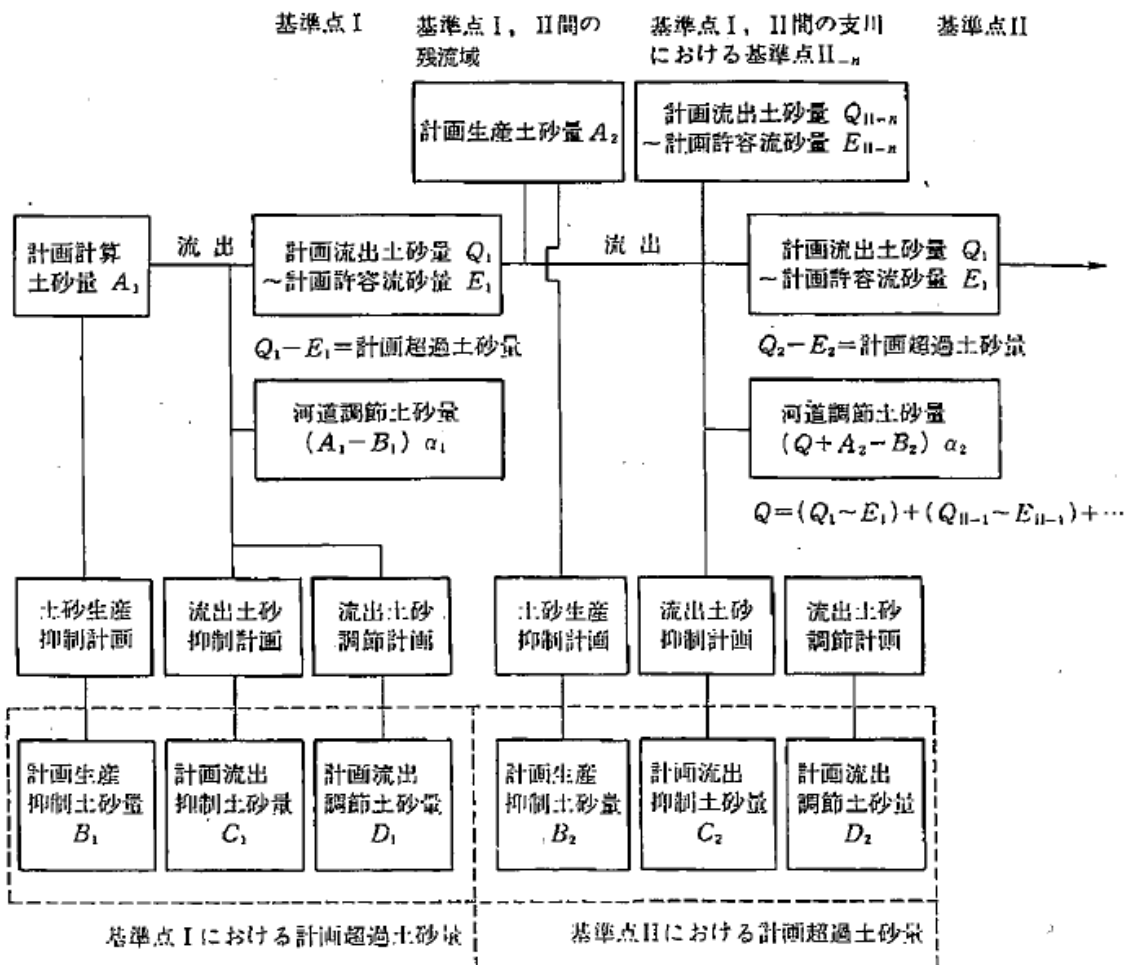 基準点I
基準点I, II間の
残流域
基準点I, II間の支川
における基準点II₋ₙ
基準点II
計画生産土砂量 A₂
計画流出土砂量 Q_{II-n}
~計画許容流砂量 E_{II-n}
計画計算
土砂量 A₁
流出
計画流出土砂量 Q₁
~計画許容流砂量 E₁
流出
計画流出土砂量 Q₁
~計画許容流砂量 E₁
Q₁-E₁=計画超過土砂量
Q₂-E₂=計画超過土砂量
河道調節土砂量
(A₁-B₁) α₁
河道調節土砂量
(Q+A₂-B₂) α₂
Q=(Q₁~E₁)+(Q_{II-1}~E_{II-1})+…
土砂生産
抑制計画
流出土砂
抑制計画
流出土砂
調節計画
土砂生産
抑制計画
流出土砂
抑制計画
流出土砂
調節計画
計画生産
抑制土砂量
B₁
計画流出
抑制土砂量
C₁
計画流出
調節土砂量
D₁
計画生産
抑制土砂量
B₂
計画流出
抑制土砂量
C₂
計画流出
調節土砂量
D₂
基準点Iにおける計画超過土砂量
基準点IIにおける計画超過土砂量